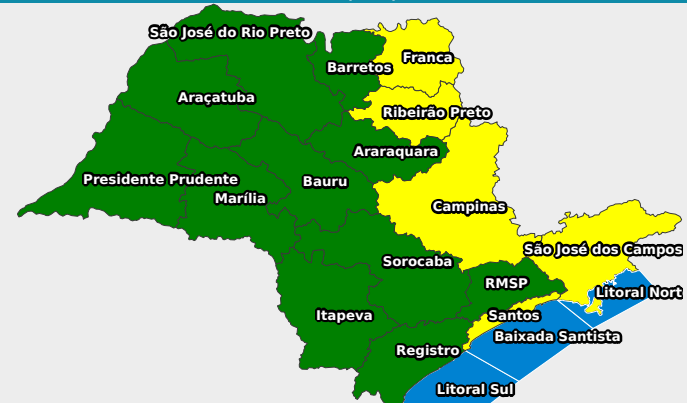 São José do Rio Preto
Franca
Barretos
Araçatuba
Ribeirão Preto
Araraquara
Presidente Prudente
Bauru
Marília
Campinas
São José dos Campos
Sorocaba
RMSP
Litoral Nort
Itapeva
Santos
Baixada Santista
Registro
Litoral Sul